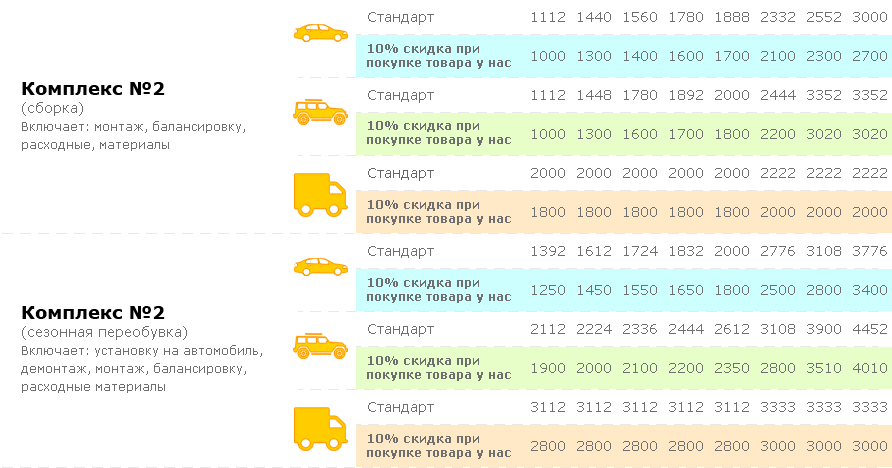 Стандарт 1112 1440 1560 1780 1888 2332 2552 3000
10% скидка при
покупке товара у нас 1000 1300 1400 1600 1700 2100 2300 2700
Комплекс №2
(сборка)
Включает: монтаж, балансировку,
расходные, материалы
Стандарт 1112 1448 1780 1892 2000 2444 3352 3352
10% скидка при
покупке товара у нас 1000 1300 1600 1700 1800 2200 3020 3020
Стандарт 2000 2000 2000 2000 2000 2222 2222 2222
10% скидка при
покупке товара у нас 1800 1800 1800 1800 1800 2000 2000 2000
Стандарт 1392 1612 1724 1832 2000 2776 3108 3776
10% скидка при
покупке товара у нас 1250 1450 1550 1650 1800 2500 2800 3400
Комплекс №2
(сезонная переобувка)
Включает: установку на автомобиль,
демонтаж, монтаж, балансировку,
расходные материалы
Стандарт 2112 2224 2336 2444 2612 3108 3900 4452
10% скидка при
покупке товара у нас 1900 2000 2100 2200 2350 2800 3510 4010
Стандарт 3112 3112 3112 3112 3112 3333 3333 3333
10% скидка при
покупке товара у нас 2800 2800 2800 2800 2800 3000 3000 3000